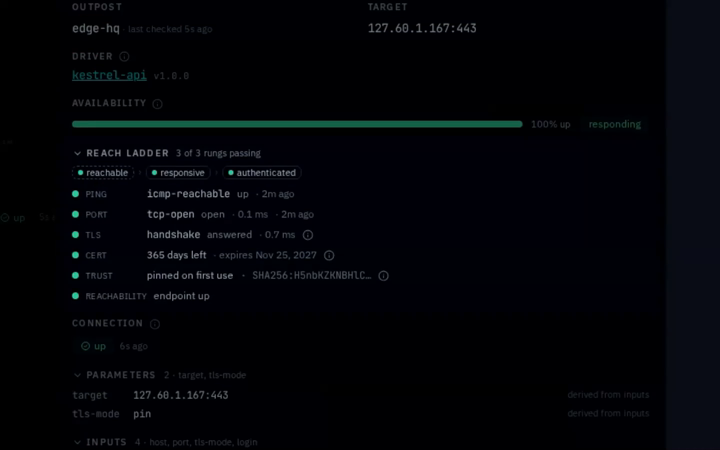 OUTPOST TARGET
edge-hq · last checked 5s ago 127.60.1.167:443
DRIVER
kestrel-api v1.0.0
AVAILABILITY
100% up responding
REACH LADDER 3 of 3 rungs passing
reachable responsive authenticated
PING icmp-reachable up · 2m ago
PORT tcp-open open · 0.1 ms · 2m ago
TLS handshake answered · 0.7 ms
CERT 365 days left · expires Nov 25, 2027
TRUST pinned on first use · SHA256:H5nbKZKNBHlC…
REACHABILITY endpoint up
up
CONNECTION
up 6s ago
PARAMETERS 2 · target, tls-mode
target 127.60.1.167:443 derived from inputs
tls-mode pin derived from inputs
INPUTS 4 · host, port, tls-mode, login